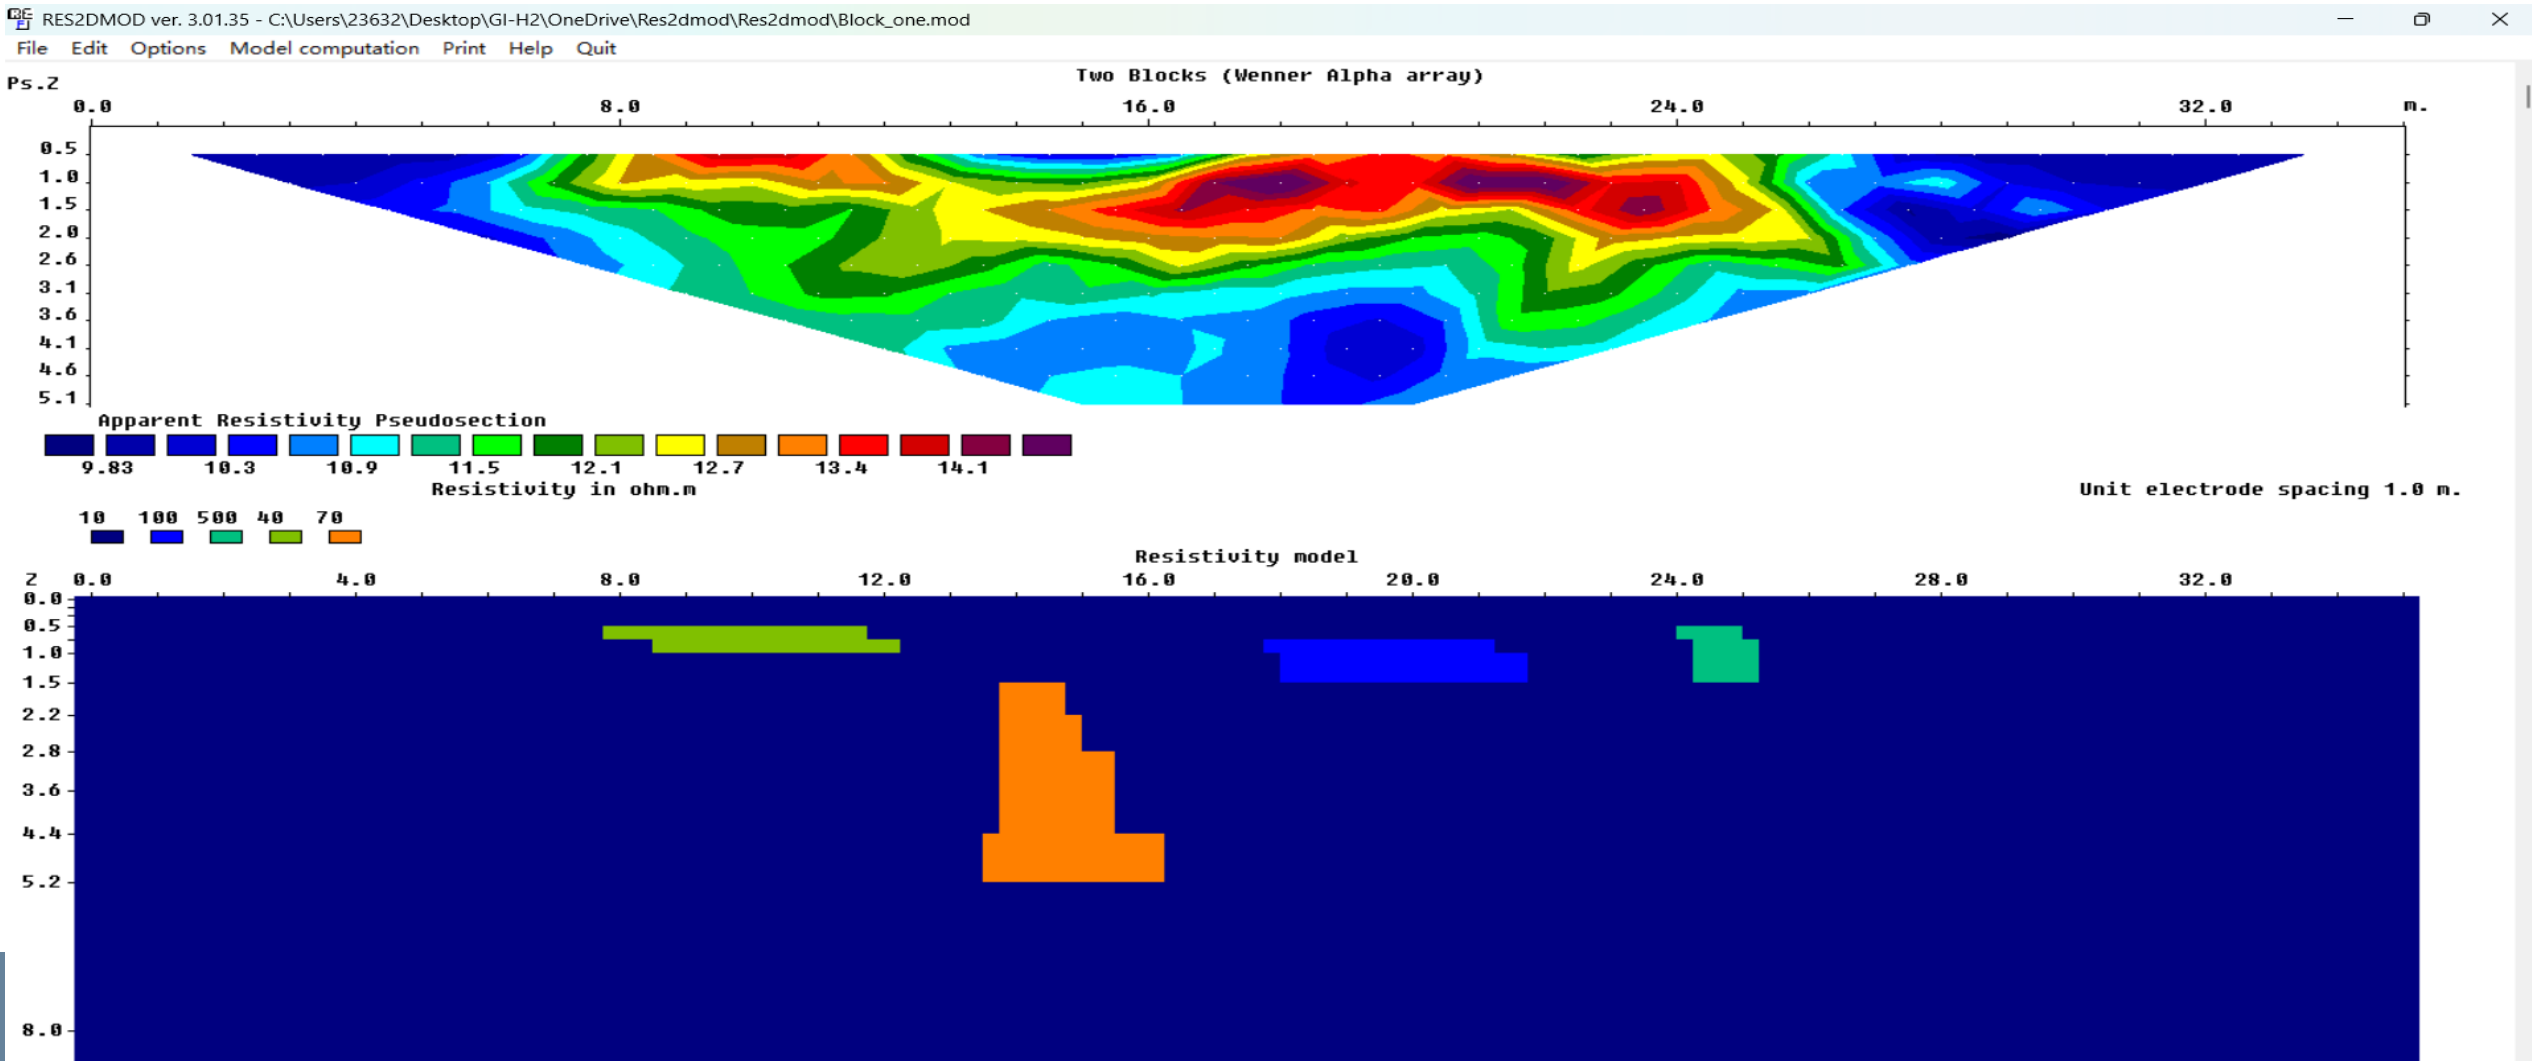 RES2DMOD ver. 3.01.35 - C:\Users\23632\Desktop\GI-H2\OneDrive\Res2dmod\Res2dmod\Block_one.mod
File Edit Options Model computation Print Help Quit
Two Blocks (Wenner Alpha array)
Ps.Z
0.0 8.0 16.0 24.0 32.0 m.
0.5
1.0
1.5
2.0
2.6
3.1
3.6
4.1
4.6
5.1
Apparent Resistivity Pseudosection
9.83 10.3 10.9 11.5 12.1 12.7 13.4 14.1
Resistivity in ohm.m
Unit electrode spacing 1.0 m.
10 100 500 40 70
Resistivity model
Z 0.0 4.0 8.0 12.0 16.0 20.0 24.0 28.0 32.0
0.0
0.5
1.0
1.5
2.2
2.8
3.6
4.4
5.2
8.0